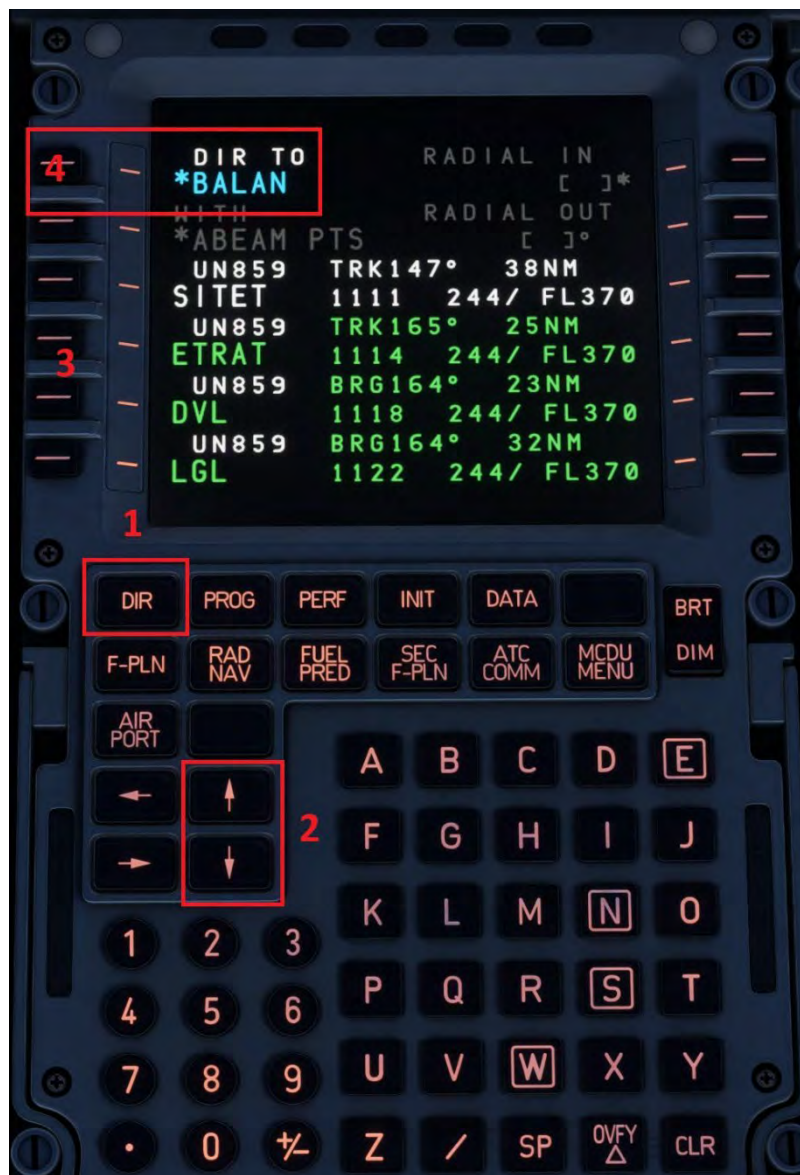 4
DIR TO RADIAL IN
*BALAN [ ]*
WITH RADIAL OUT
*ABEAM PTS [ ]°
UN859 TRK147° 38NM
SITET 1111 244/ FL370
UN859 TRK165° 25NM
3
ETRAT 1114 244/ FL370
UN859 BRG164° 23NM
DVL 1118 244/ FL370
UN859 BRG164° 32NM
LGL 1122 244/ FL370
1
DIR PROG PERF INIT DATA BRT
F-PLN RAD NAV FUEL PRED SEC F-PLN ATC COMM MCDU MENU DIM
AIR PORT
← ↑ A B C D E
2
→ ↓ F G H I J
K L M N O
1 2 3
P Q R S T
4 5 6
U V W X Y
7 8 9
. 0 +/- Z / SP OVFY △ CLR